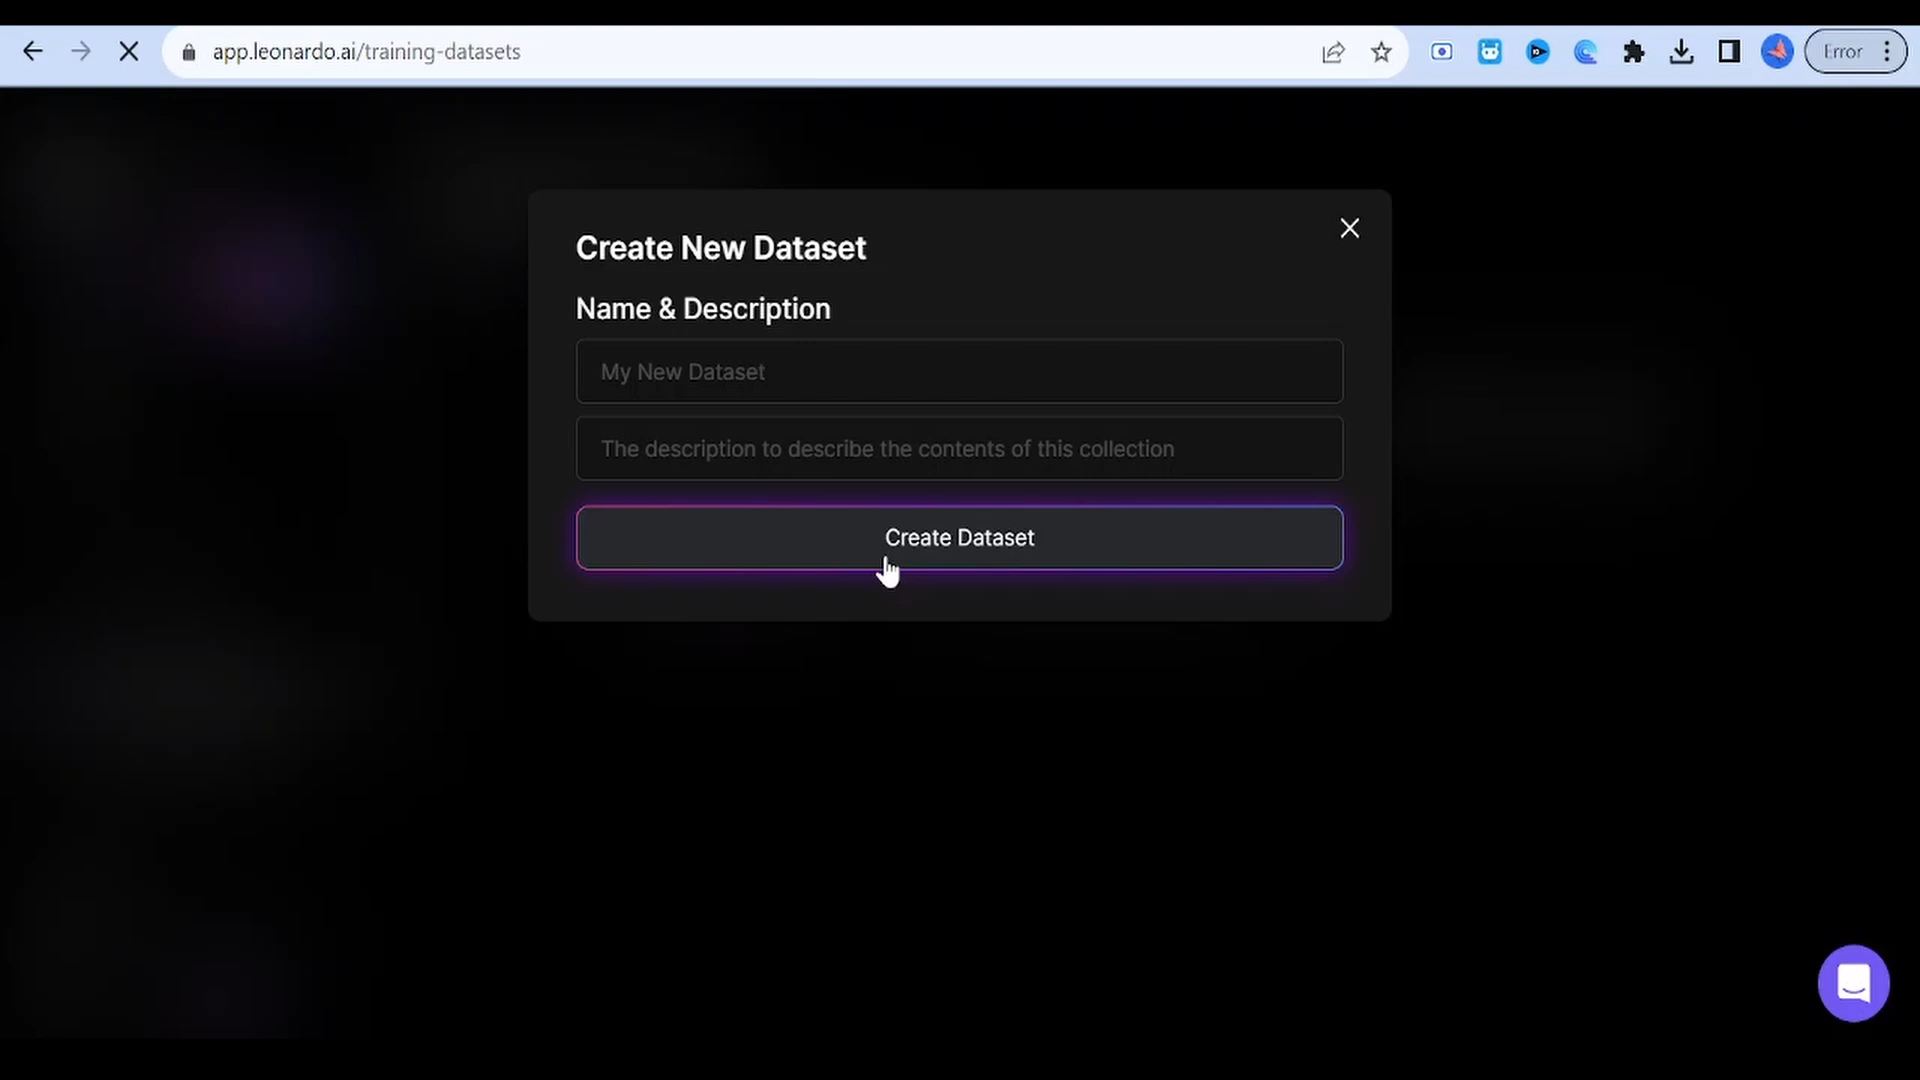 app.leonardo.ai/training-datasets
Error
Create New Dataset
Name & Description
My New Dataset
The description to describe the contents of this collection
Create Dataset